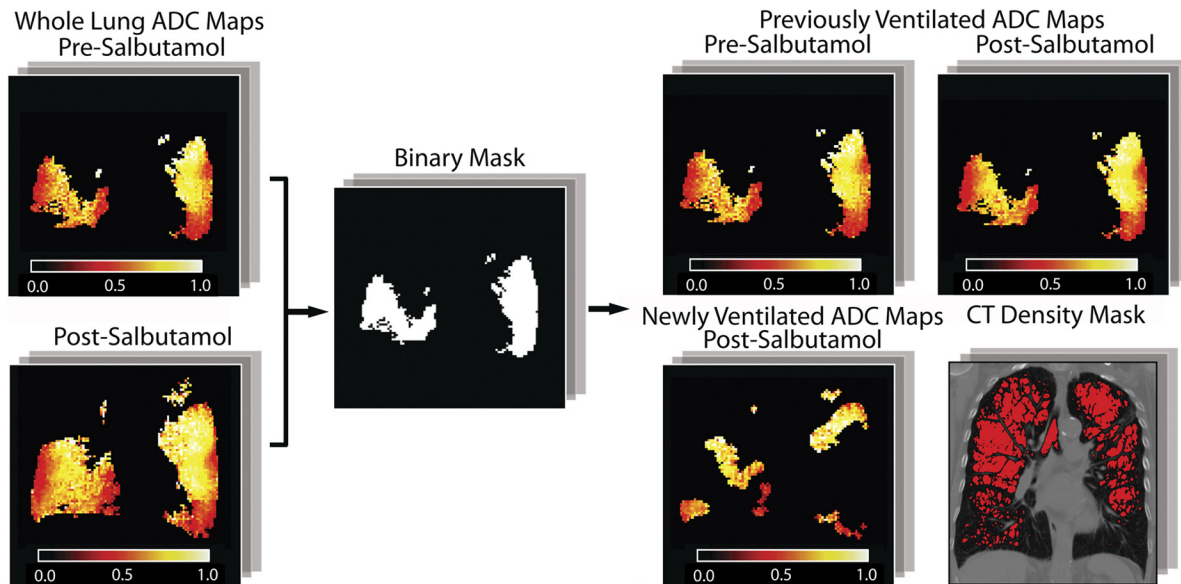 Whole Lung ADC Maps
Pre-Salbutamol
0.0 0.5 1.0
Post-Salbutamol
0.0 0.5 1.0
Binary Mask
Previously Ventilated ADC Maps
Pre-Salbutamol Post-Salbutamol
0.0 0.5 1.0 0.0 0.5 1.0
Newly Ventilated ADC Maps
Post-Salbutamol
0.0 0.5 1.0
CT Density Mask